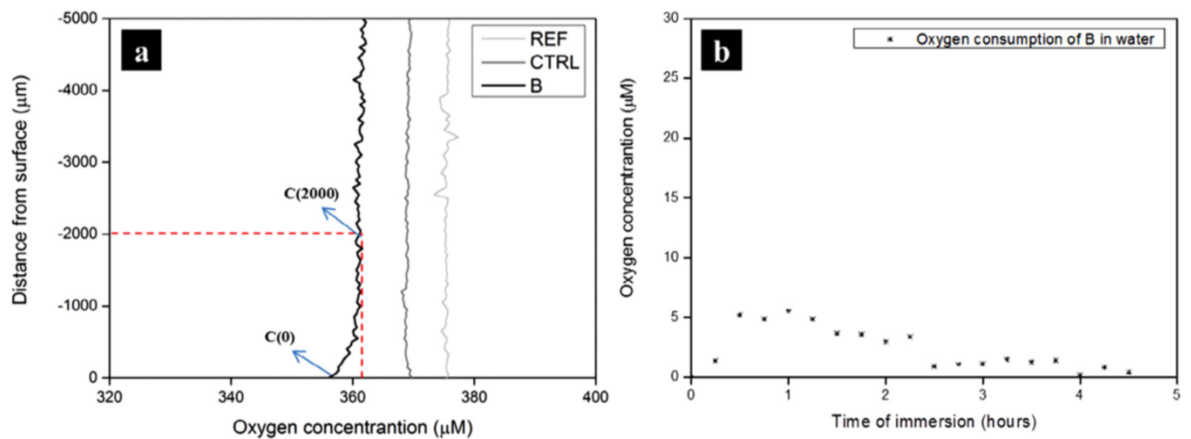 a
REF
CTRL
B
C(2000)
C(0)
-5000
-4000
-3000
-2000
-1000
0
320
340
360
380
400
Distance from surface (μm)
Oxygen concentrantion (μM)
b
Oxygen consumption of B in water
30
25
20
15
10
5
0
0
1
2
3
4
5
Oxygen concentrantion (μM)
Time of immersion (hours)